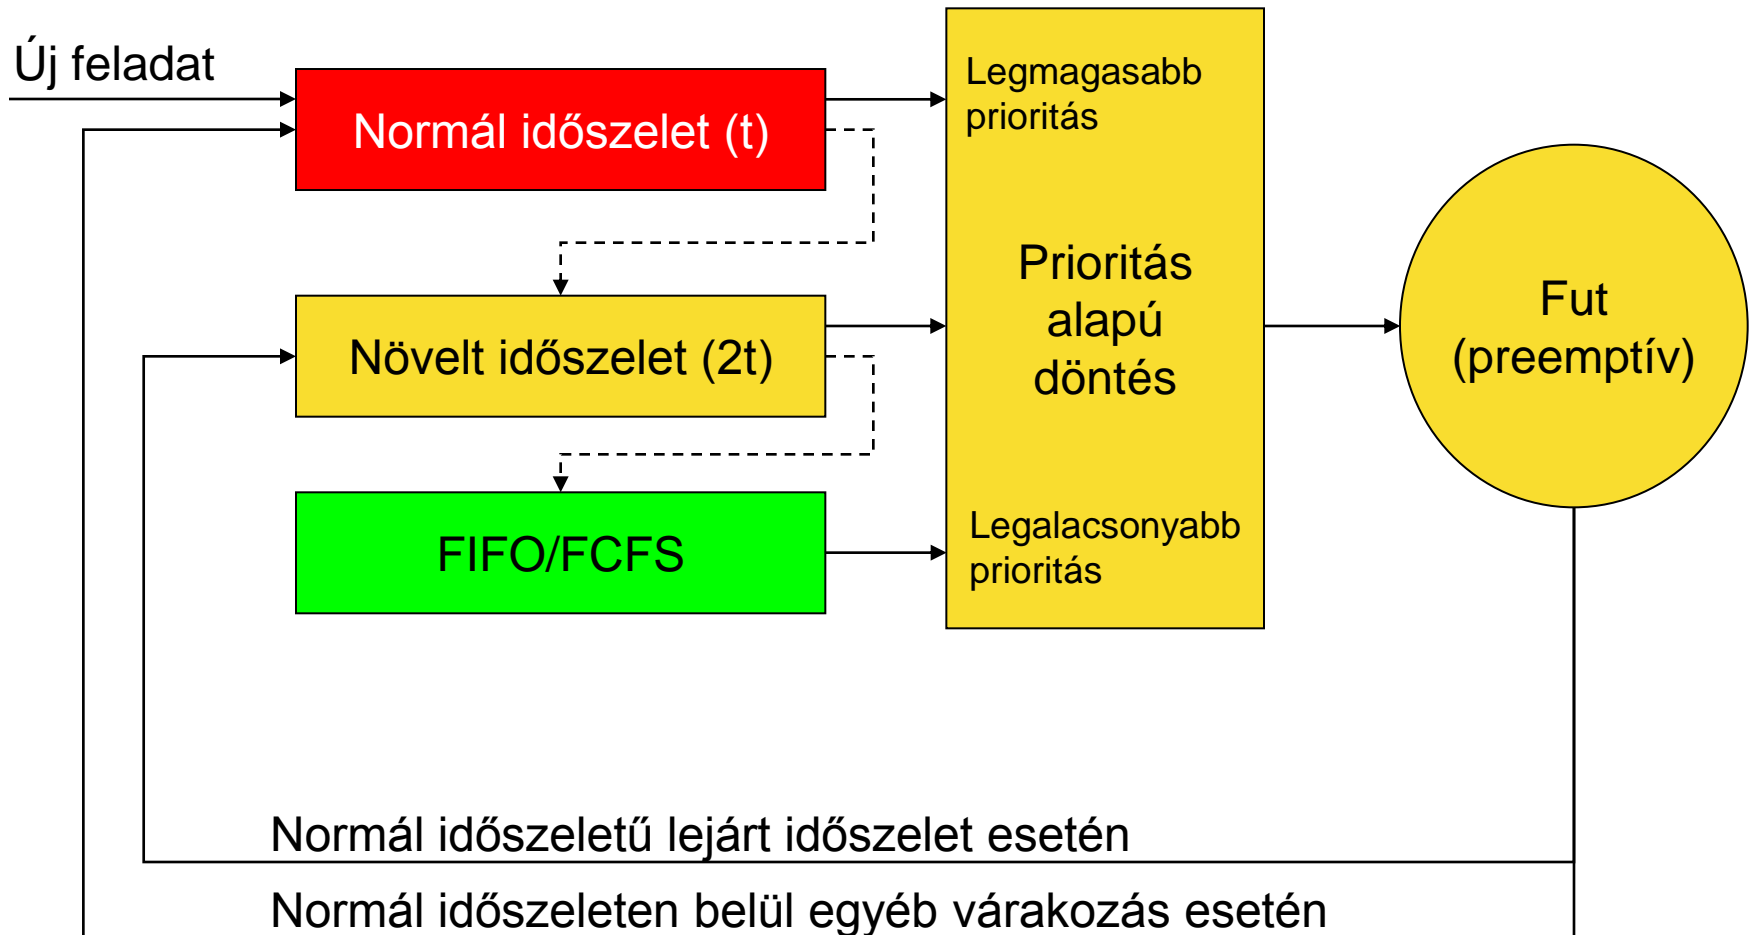 Új feladat
Normál időszelet (t)
Növelt időszelet (2t)
FIFO/FCFS
Legmagasabb
prioritás
Prioritás
alapú
döntés
Legalacsonyabb
prioritás
Fut
(preemptív)
Normál időszeletű lejárt időszelet esetén
Normál időszeleten belül egyéb várakozás esetén